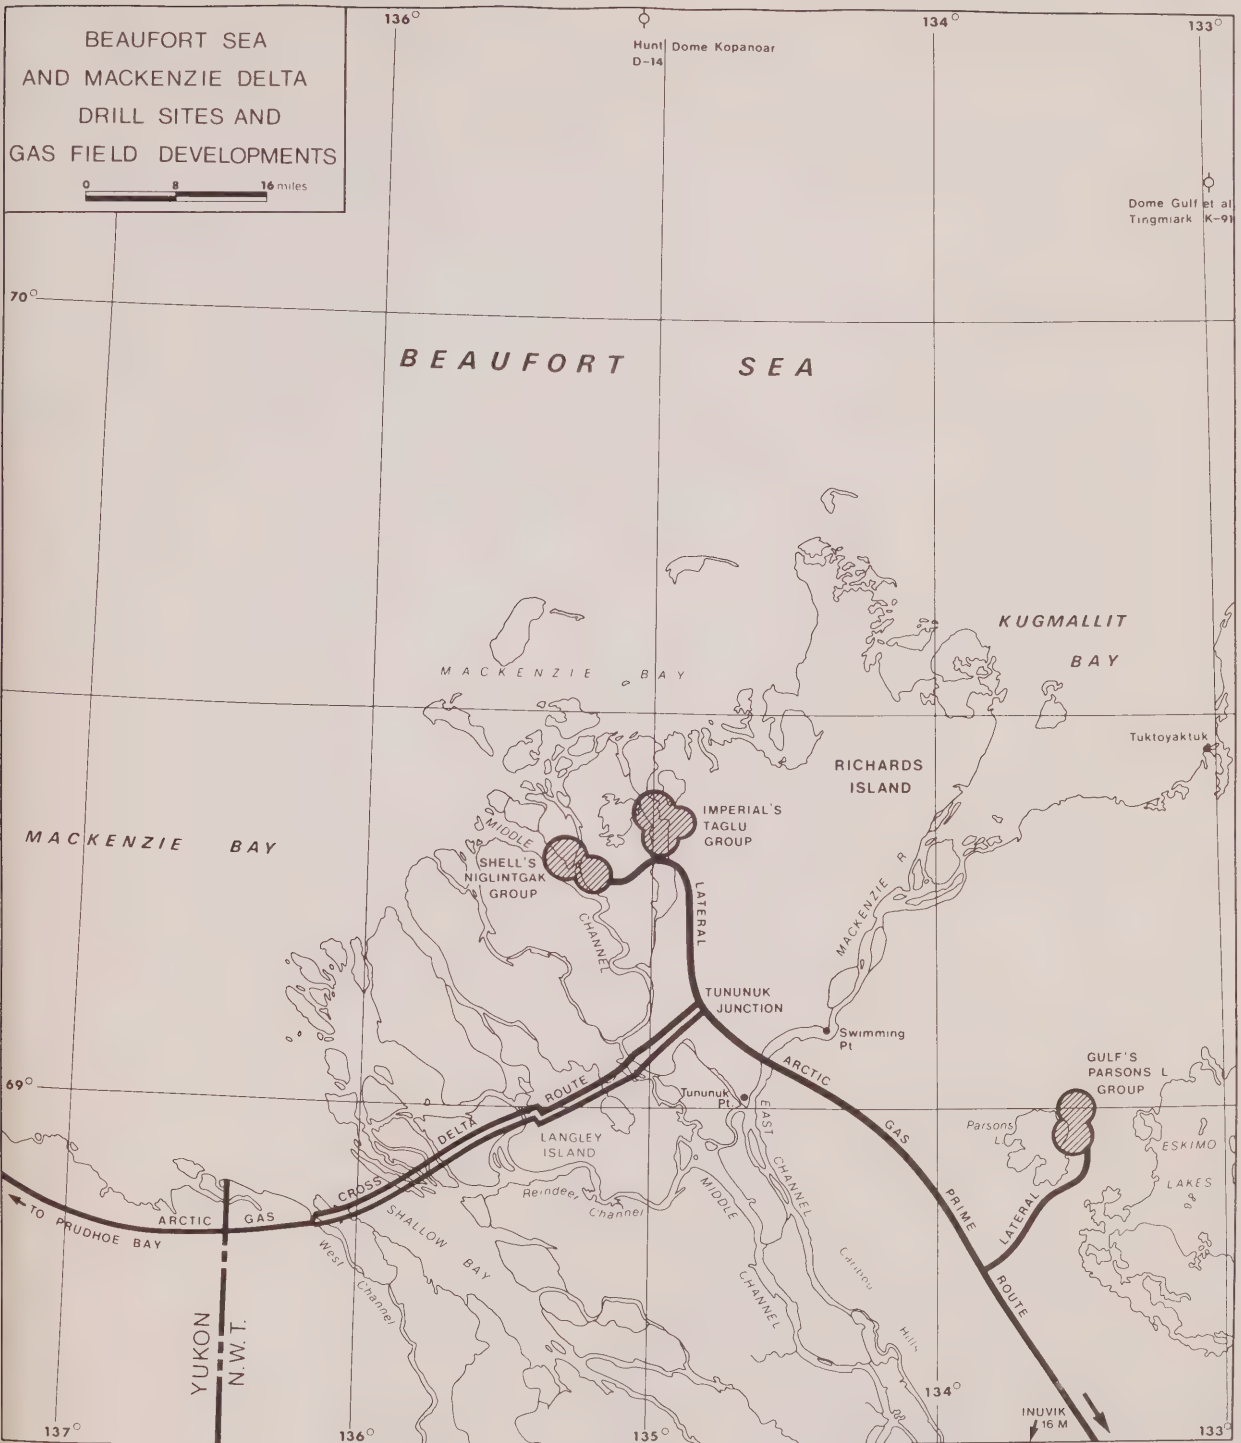 BEAUFORT SEA
AND MACKENZIE DELTA
DRILL SITES AND
GAS FIELD DEVELOPMENTS
0 8 16 miles
136° 134° 133°
Hunt Dome Kopanoar
D-14
Dome Gulf et al
Tingmiark K-91
70°
BEAUFORT SEA
KUGMALLIT
BAY
MACKENZIE BAY
Tuktoyaktuk
RICHARDS
ISLAND
IMPERIAL'S
TAGLU
GROUP
MIDDLE
CHANNEL
MACKENZIE BAY
SHELL'S
NIGLINTGAK
GROUP
LATERAL
MACKENZIE R
TUNUNUK
JUNCTION
Swimming
Pt
GULF'S
PARSONS L
GROUP
69°
CROSS DELTA ROUTE
Tununuk
Pt.
EAST
CHANNEL
ARCTIC GAS PRIME ROUTE
Parsons
L
ESKIMO
LAKES
LANGLEY
ISLAND
Reindeer
Channel
MIDDLE
CHANNEL
LATERAL
TO PRUDHOE BAY
ARCTIC GAS
SHALLOW
BAY
West
Channel
Caribou
Hills
YUKON
N.W.T.
134°
INUVIK
16 M
137° 136° 135° 133°